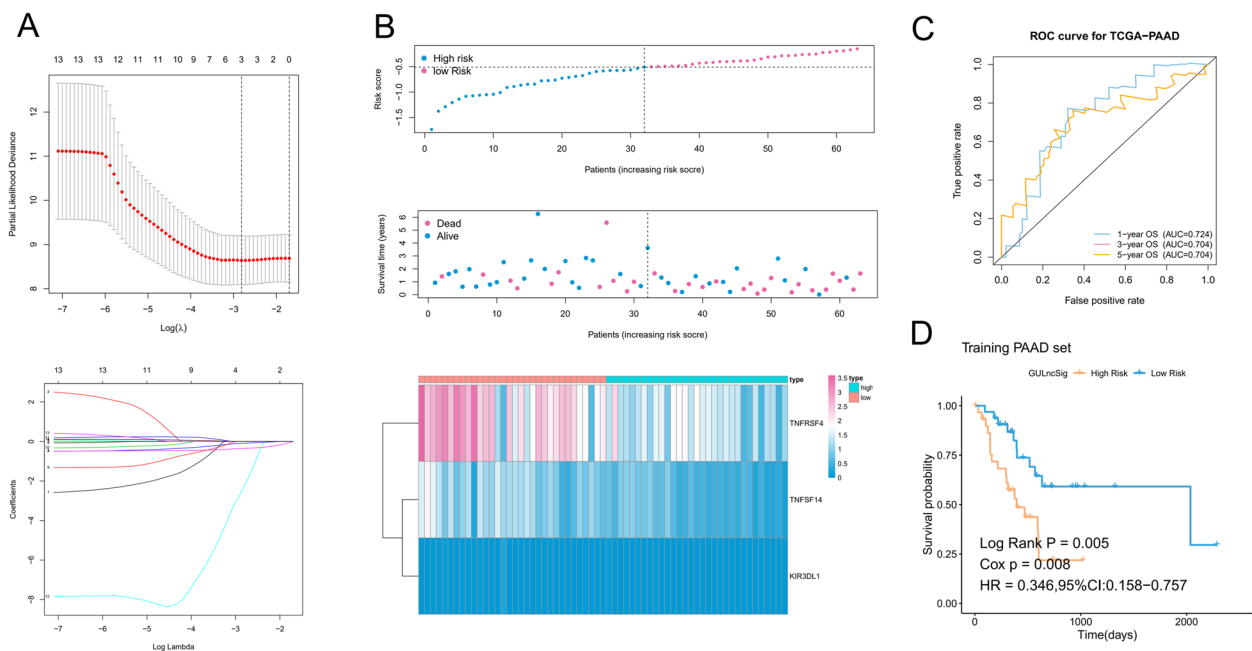 A
13 13 13 12 12 11 11 10 9 7 6 3 3 2 0
Partial Likelihood Deviance
12
11
10
9
8
−7 −6 −5 −4 −3 −2
Log(λ)
13 13 11 9 4 2
Coefficients
2
0
−2
−4
−6
−8
−7 −6 −5 −4 −3 −2
Log Lambda
B
High risk
low Risk
Risk score
−0.5
−1.0
−1.5
0 10 20 30 40 50 60
Patients (increasing risk socre)
Dead
Alive
Survival time (years)
6
5
4
3
2
1
0
0 10 20 30 40 50 60
Patients (increasing risk socre)
type
TNFRSF4
TNFSF14
KIR3DL1
3.5
3
2.5
2
1.5
1
0.5
0
type
high
low
C
ROC curve for TCGA−PAAD
True positive rate
1.0
0.8
0.6
0.4
0.2
0.0
1−year OS (AUC=0.724)
3−year OS (AUC=0.704)
5−year OS (AUC=0.704)
0.0 0.2 0.4 0.6 0.8 1.0
False positive rate
D
Training PAAD set
GULncSig High Risk Low Risk
Survival probability
1.00
0.75
0.50
0.25
0.00
Log Rank P = 0.005
Cox p = 0.008
HR = 0.346,95%CI:0.158−0.757
0 1000 2000
Time(days)